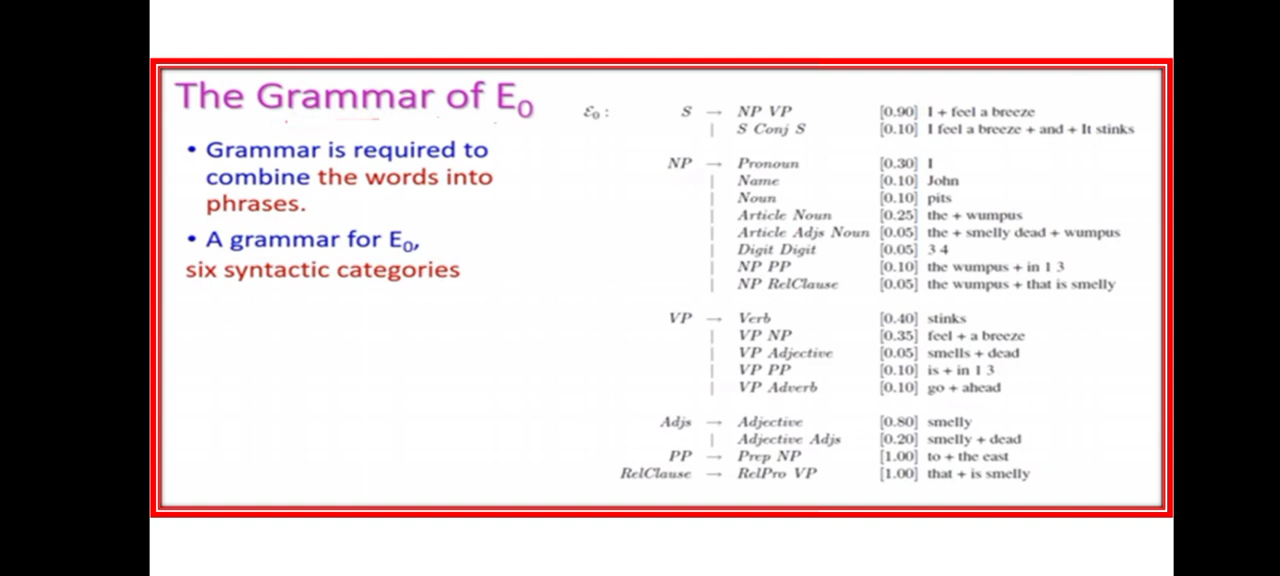 The Grammar of E₀
• Grammar is required to
combine the words into
phrases.
• A grammar for E₀,
six syntactic categories
ℰ₀ : S → NP VP [0.90] I + feel a breeze
| S Conj S [0.10] I feel a breeze + and + It stinks
NP → Pronoun [0.30] I
| Name [0.10] John
| Noun [0.10] pits
| Article Noun [0.25] the + wumpus
| Article Adjs Noun [0.05] the + smelly dead + wumpus
| Digit Digit [0.05] 3 4
| NP PP [0.10] the wumpus + in 1 3
| NP RelClause [0.05] the wumpus + that is smelly
VP → Verb [0.40] stinks
| VP NP [0.35] feel + a breeze
| VP Adjective [0.05] smells + dead
| VP PP [0.10] is + in 1 3
| VP Adverb [0.10] go + ahead
Adjs → Adjective [0.80] smelly
| Adjective Adjs [0.20] smelly + dead
PP → Prep NP [1.00] to + the east
RelClause → RelPro VP [1.00] that + is smelly